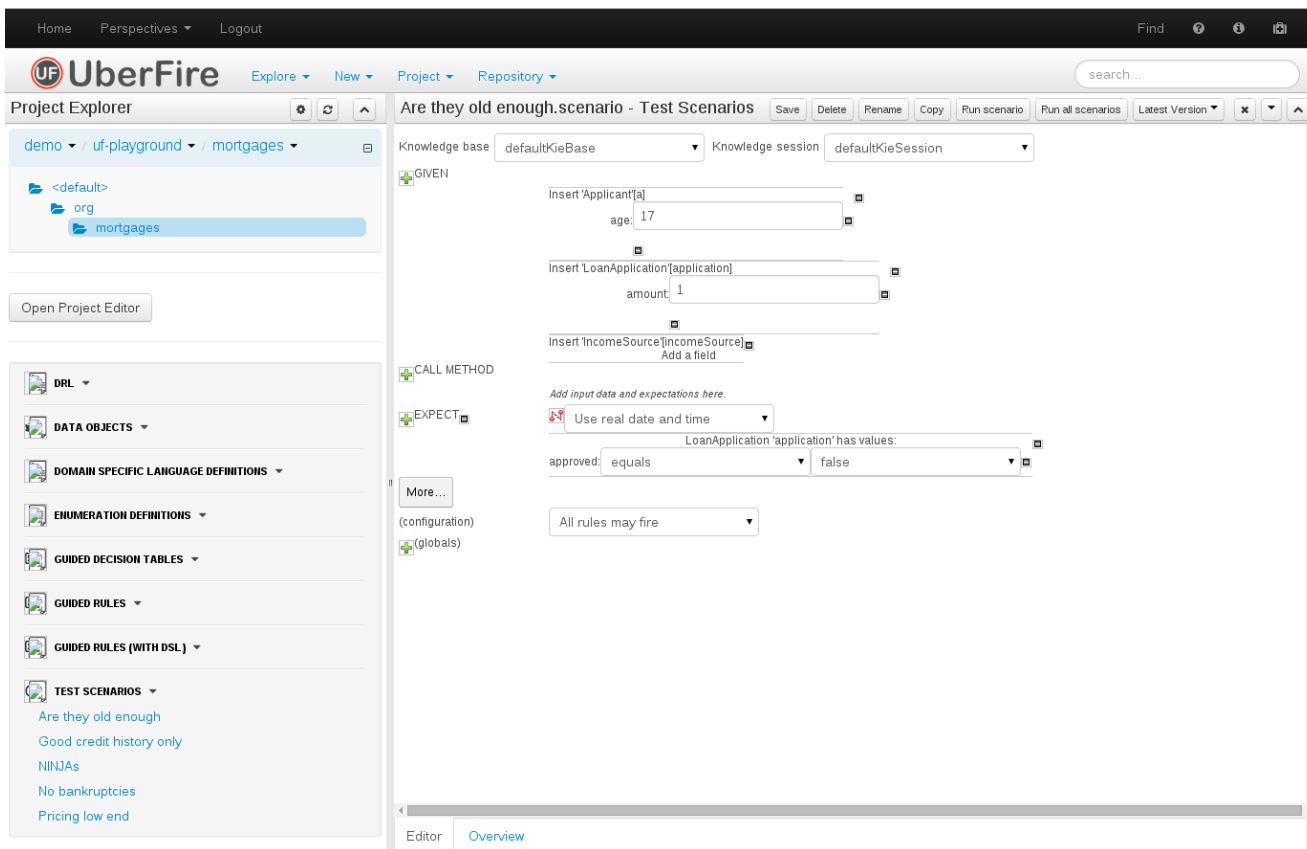 Home Perspectives Logout Find
UF UberFire Explore New Project Repository search...
Project Explorer
demo / uf-playground / mortgages
<default>
org
mortgages
Open Project Editor
DRL
DATA OBJECTS
DOMAIN SPECIFIC LANGUAGE DEFINITIONS
ENUMERATION DEFINITIONS
GUIDED DECISION TABLES
GUIDED RULES
GUIDED RULES (WITH DSL)
TEST SCENARIOS
Are they old enough
Good credit history only
NINJAs
No bankruptcies
Pricing low end
Are they old enough.scenario - Test Scenarios Save Delete Rename Copy Run scenario Run all scenarios Latest Version
Knowledge base defaultKieBase Knowledge session defaultKieSession
GIVEN
Insert 'Applicant'[a]
age: 17
Insert 'LoanApplication'[application]
amount: 1
Insert 'IncomeSource'[incomeSource]
Add a field
CALL METHOD
Add input data and expectations here.
EXPECT Use real date and time
LoanApplication 'application' has values:
approved: equals false
More...
(configuration) All rules may fire
(globals)
Editor Overview